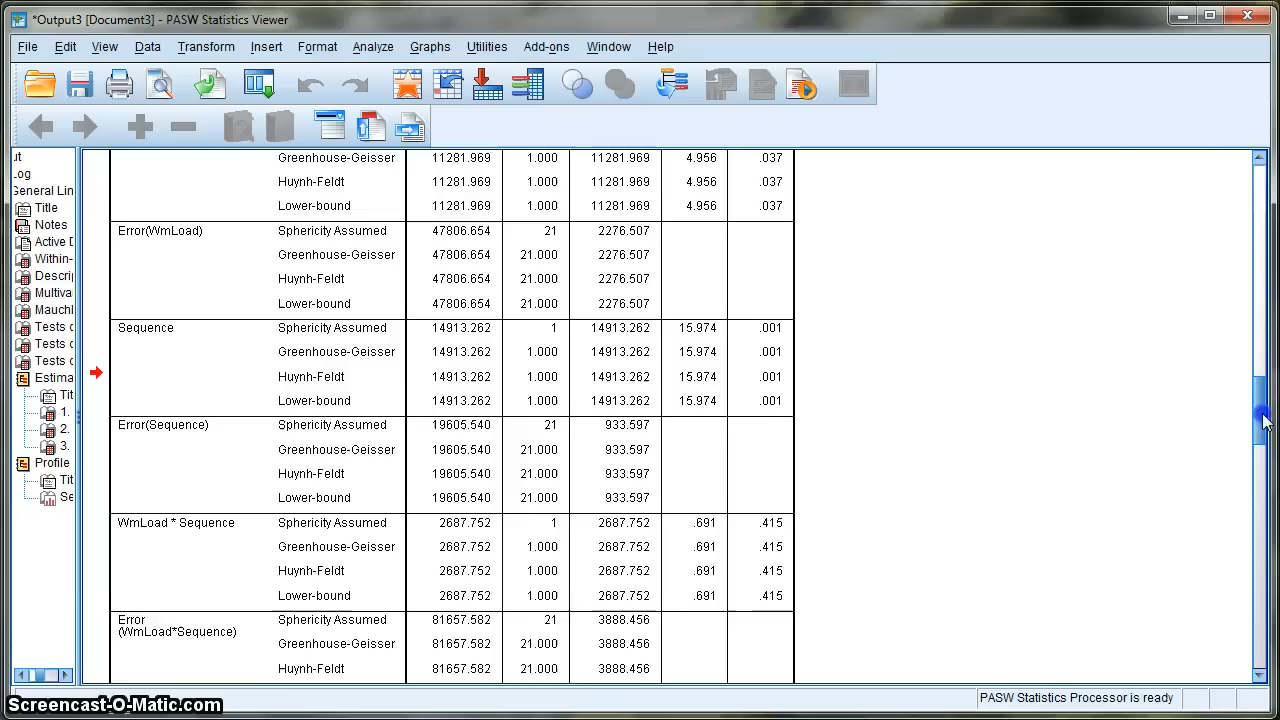 *Output3 [Document3] - PASW Statistics Viewer
File Edit View Data Transform Insert Format Analyze Graphs Utilities Add-ons Window Help
ut
Log
General Lin
Title
Notes
Active D
Within-
Descri
Multiva
Mauchl
Tests o
Tests o
Tests o
Estima
Tit
1.
2.
3.
Profile
Tit
Se
Greenhouse-Geisser 11281.969 1.000 11281.969 4.956 .037
Huynh-Feldt 11281.969 1.000 11281.969 4.956 .037
Lower-bound 11281.969 1.000 11281.969 4.956 .037
Error(WmLoad) Sphericity Assumed 47806.654 21 2276.507
Greenhouse-Geisser 47806.654 21.000 2276.507
Huynh-Feldt 47806.654 21.000 2276.507
Lower-bound 47806.654 21.000 2276.507
Sequence Sphericity Assumed 14913.262 1 14913.262 15.974 .001
Greenhouse-Geisser 14913.262 1.000 14913.262 15.974 .001
Huynh-Feldt 14913.262 1.000 14913.262 15.974 .001
Lower-bound 14913.262 1.000 14913.262 15.974 .001
Error(Sequence) Sphericity Assumed 19605.540 21 933.597
Greenhouse-Geisser 19605.540 21.000 933.597
Huynh-Feldt 19605.540 21.000 933.597
Lower-bound 19605.540 21.000 933.597
WmLoad * Sequence Sphericity Assumed 2687.752 1 2687.752 .691 .415
Greenhouse-Geisser 2687.752 1.000 2687.752 .691 .415
Huynh-Feldt 2687.752 1.000 2687.752 .691 .415
Lower-bound 2687.752 1.000 2687.752 .691 .415
Error Sphericity Assumed 81657.582 21 3888.456
(WmLoad*Sequence)
Greenhouse-Geisser 81657.582 21.000 3888.456
Huynh-Feldt 81657.582 21.000 3888.456
PASW Statistics Processor is ready
Screencast-O-Matic.com